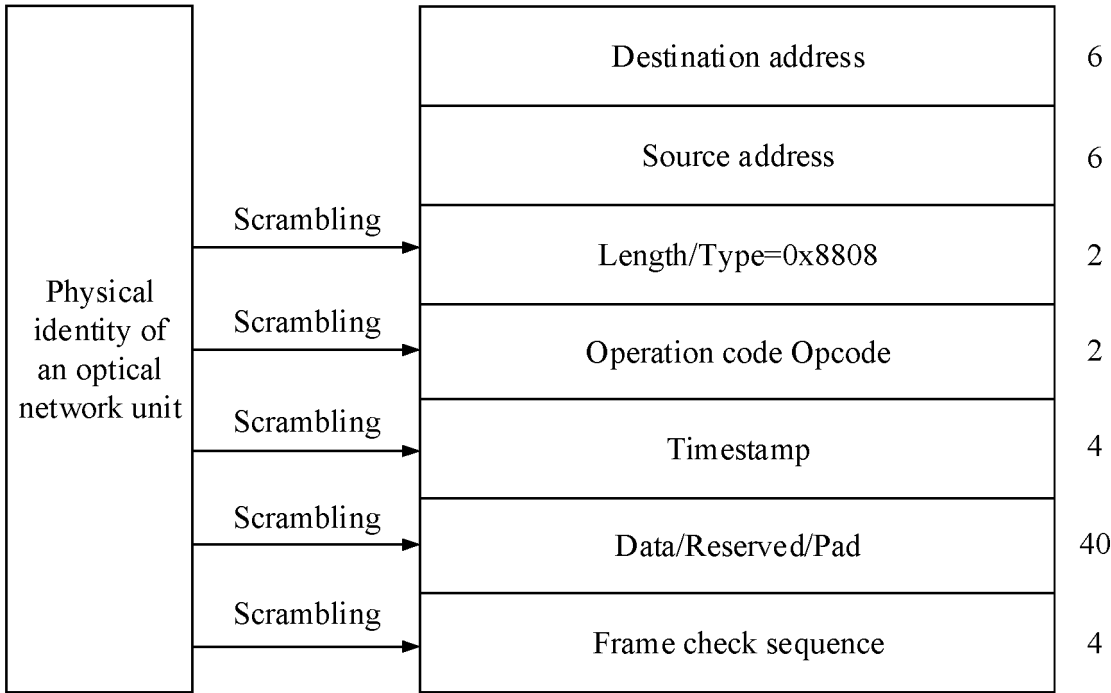 Physical
identity of
an optical
network unit
Destination address
6
Source address
6
Scrambling
Length/Type=0x8808
2
Scrambling
Operation code Opcode
2
Scrambling
Timestamp
4
Scrambling
Data/Reserved/Pad
40
Scrambling
Frame check sequence
4